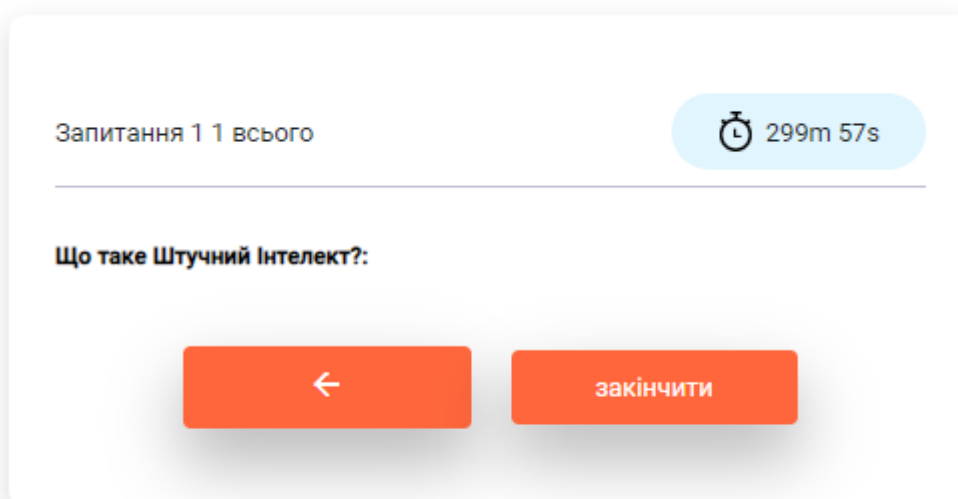 Запитання 1 1 всього
299m 57s
Що таке Штучний Інтелект?:
закінчити